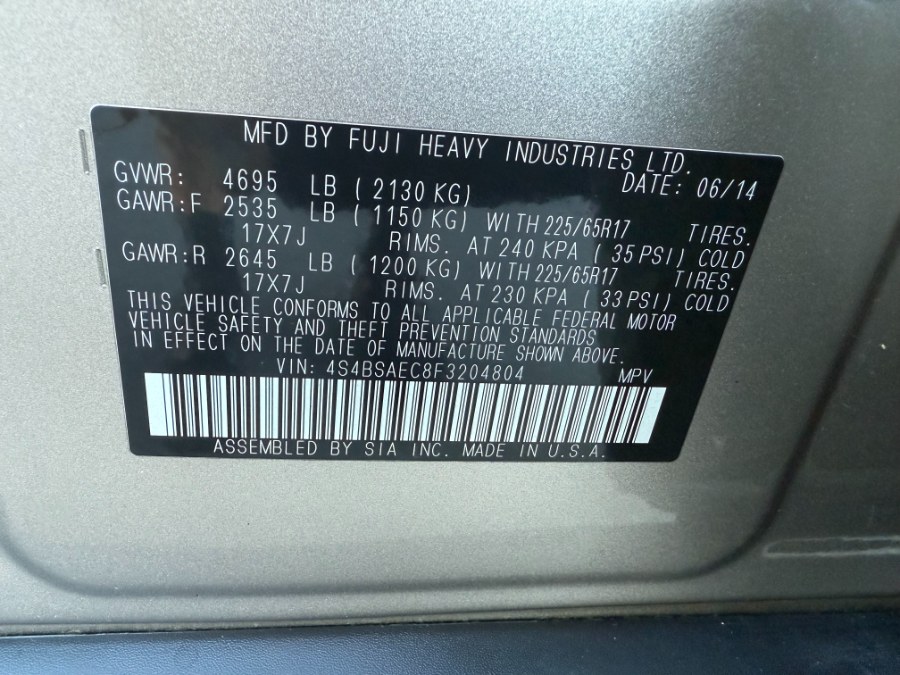 MFD BY FUJI HEAVY INDUSTRIES LTD.
GVWR: 4695 LB (2130 KG) DATE: 06/14
GAWR:F 2535 LB (1150 KG) WITH 225/65R17 TIRES.
17X7J RIMS. AT 240 KPA (35 PSI) COLD
GAWR:R 2645 LB (1200 KG) WITH 225/65R17 TIRES.
17X7J RIMS. AT 230 KPA (33 PSI) COLD
THIS VEHICLE CONFORMS TO ALL APPLICABLE FEDERAL MOTOR
VEHICLE SAFETY AND THEFT PREVENTION STANDARDS
IN EFFECT ON THE DATE OF MANUFACTURE SHOWN ABOVE.
VIN: 4S4BSAEC8F3204804 MPV
ASSEMBLED BY SIA INC. MADE IN U.S.A.